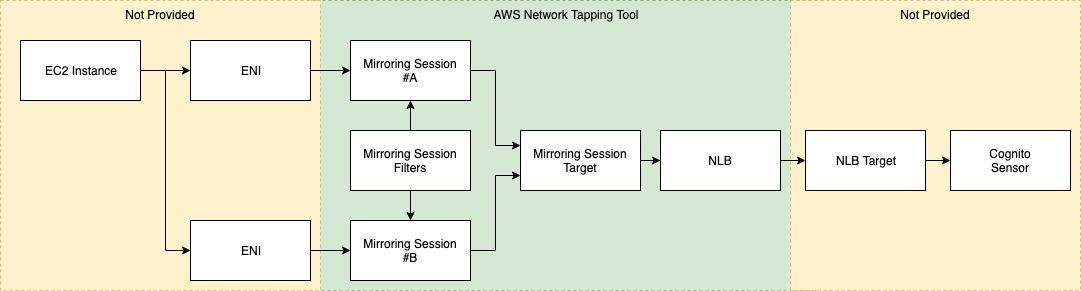 Not Provided
AWS Network Tapping Tool
Not Provided
EC2 Instance
ENI
Mirroring Session
#A
Mirroring Session
Filters
Mirroring Session
Target
NLB
NLB Target
Cognito
Sensor
ENI
Mirroring Session
#B